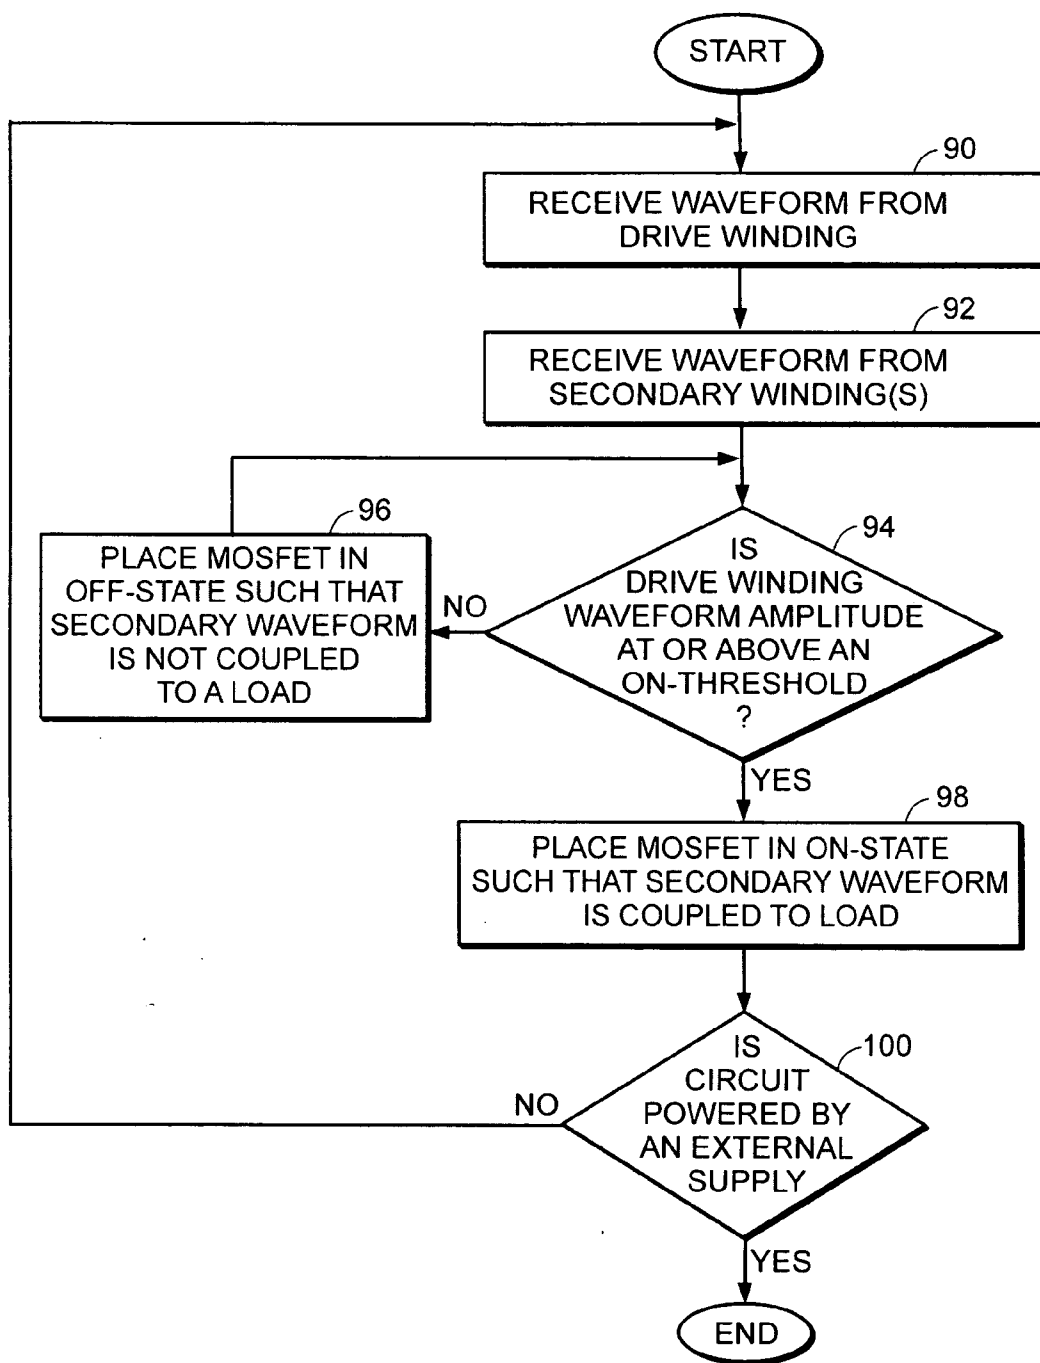 START
90
RECEIVE WAVEFORM FROM
DRIVE WINDING
92
RECEIVE WAVEFORM FROM
SECONDARY WINDING(S)
96
PLACE MOSFET IN
OFF-STATE SUCH THAT
SECONDARY WAVEFORM
IS NOT COUPLED
TO A LOAD
NO
94
IS
DRIVE WINDING
WAVEFORM AMPLITUDE
AT OR ABOVE AN
ON-THRESHOLD
?
YES
98
PLACE MOSFET IN ON-STATE
SUCH THAT SECONDARY WAVEFORM
IS COUPLED TO LOAD
100
IS
CIRCUIT
POWERED BY
AN EXTERNAL
SUPPLY
NO
YES
END